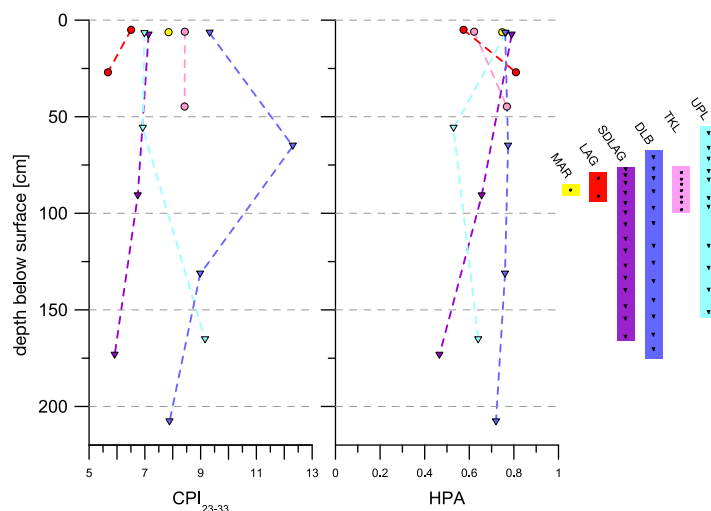 0
50
100
150
200
depth below surface [cm]
5 7 9 11 13
CPI23-33
0 0.2 0.4 0.6 0.8 1
HPA
MAR
LAG
SDLAG
DLB
TKL
UPL